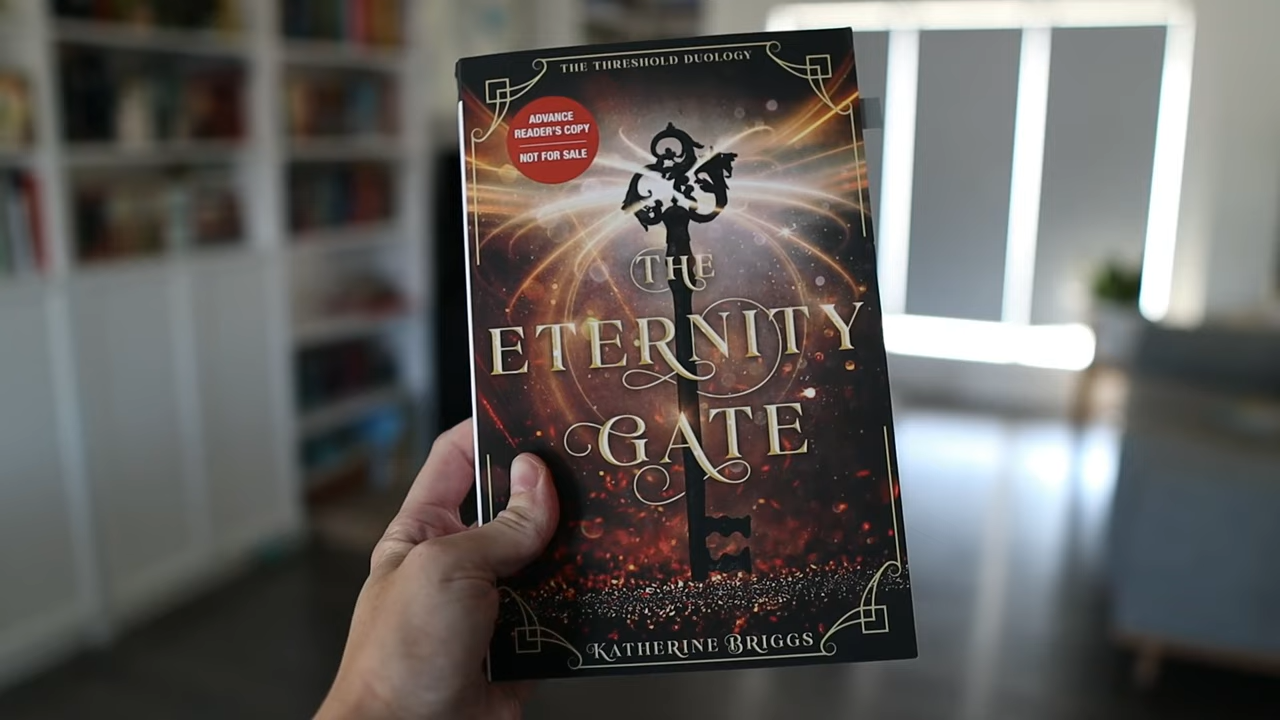 THE THRESHOLD DUOLOGY
ADVANCE
READER'S COPY
NOT FOR SALE
THE
ETERNITY
GATE
KATHERINE BRIGGS